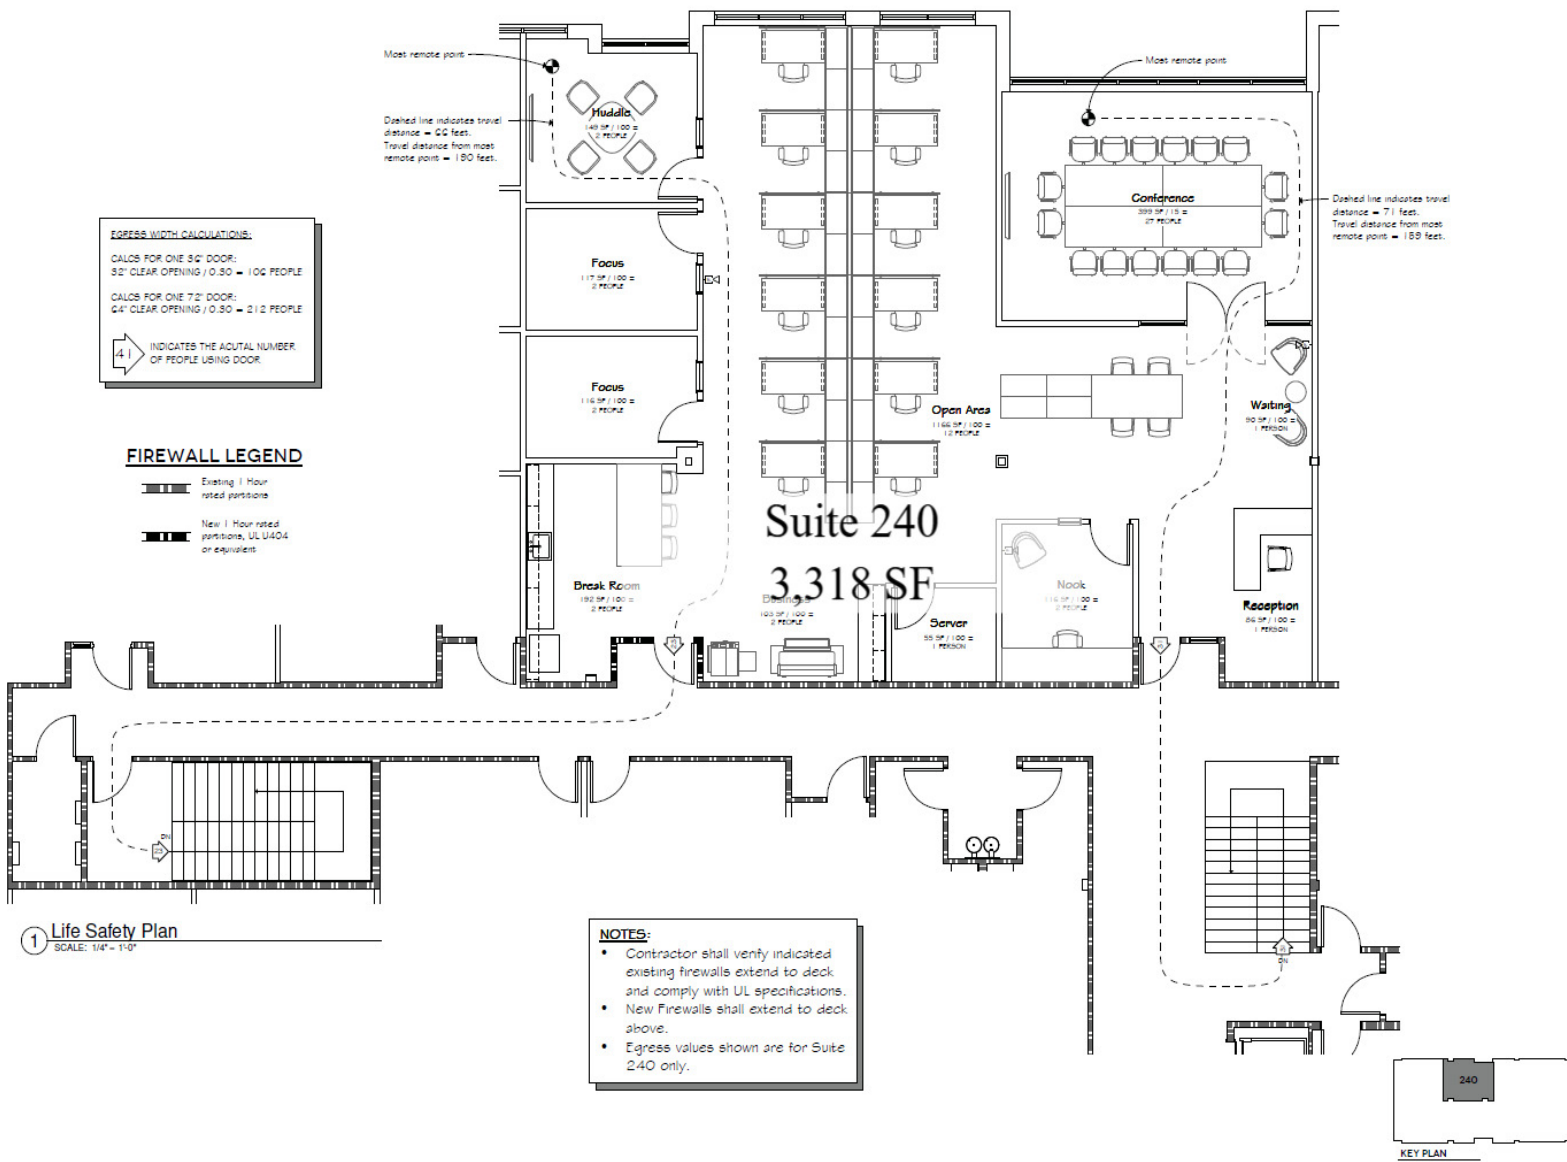 Most remote point
Dashed line indicates travel
distance = 66 feet.
Travel distance from most
remote point = 190 feet.
Huddle
149 SF / 100 =
2 PEOPLE
Most remote point
Conference
399 SF / 15 =
27 PEOPLE
Dashed line indicates travel
distance = 71 feet.
Travel distance from most
remote point = 189 feet.
EGRESS WIDTH CALCULATIONS:
CALCS FOR ONE 36" DOOR:
32" CLEAR OPENING / 0.30 = 106 PEOPLE
CALCS FOR ONE 72" DOOR:
64" CLEAR OPENING / 0.30 = 212 PEOPLE
41
INDICATES THE ACUTAL NUMBER
OF PEOPLE USING DOOR
Focus
117 SF / 100 =
2 PEOPLE
Focus
116 SF / 100 =
2 PEOPLE
Open Area
1166 SF / 100 =
12 PEOPLE
Waiting
90 SF / 100 =
1 PERSON
FIREWALL LEGEND
Existing 1 Hour
rated partitions
New 1 Hour rated
partitions, UL U404
or equivalent
Suite 240
3,318 SF
Break Room
192 SF / 100 =
2 PEOPLE
Business
103 SF / 100 =
2 PEOPLE
Server
55 SF / 100 =
1 PERSON
Nook
116 SF / 100 =
2 PEOPLE
Reception
86 SF / 100 =
1 PERSON
DN
23
DN
1
Life Safety Plan
SCALE: 1/4" = 1'-0"
NOTES:
• Contractor shall verify indicated
existing firewalls extend to deck
and comply with UL specifications.
• New Firewalls shall extend to deck
above.
• Egress values shown are for Suite
240 only.
240
KEY PLAN